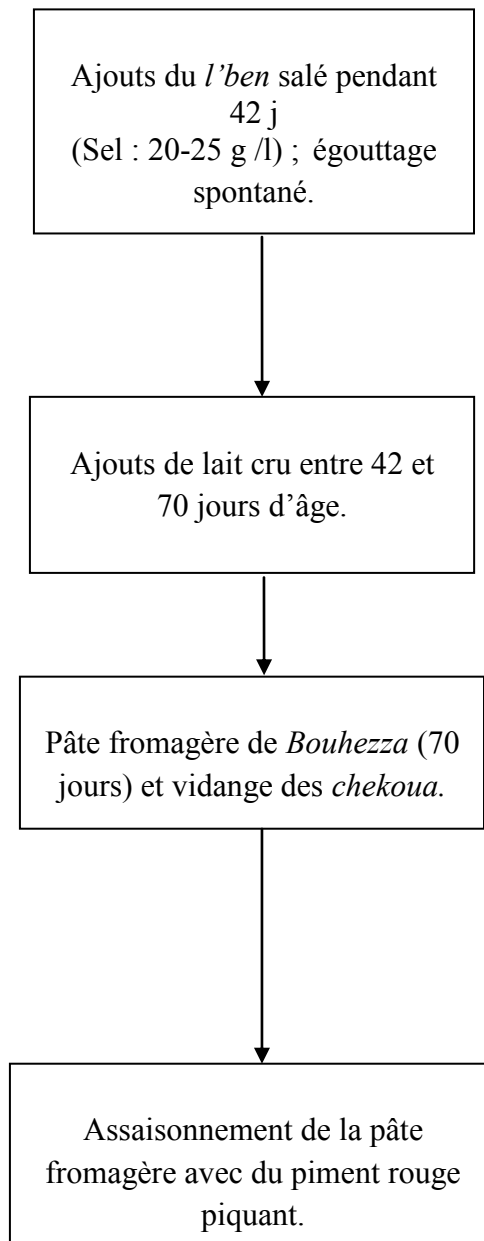 Ajouts du l’ben salé pendant
42 j
(Sel : 20-25 g /l) ; égouttage
spontané.
Ajouts de lait cru entre 42 et
70 jours d’âge.
Pâte fromagère de Bouhezza (70
jours) et vidange des chekoua.
Assaisonnement de la pâte
fromagère avec du piment rouge
piquant.